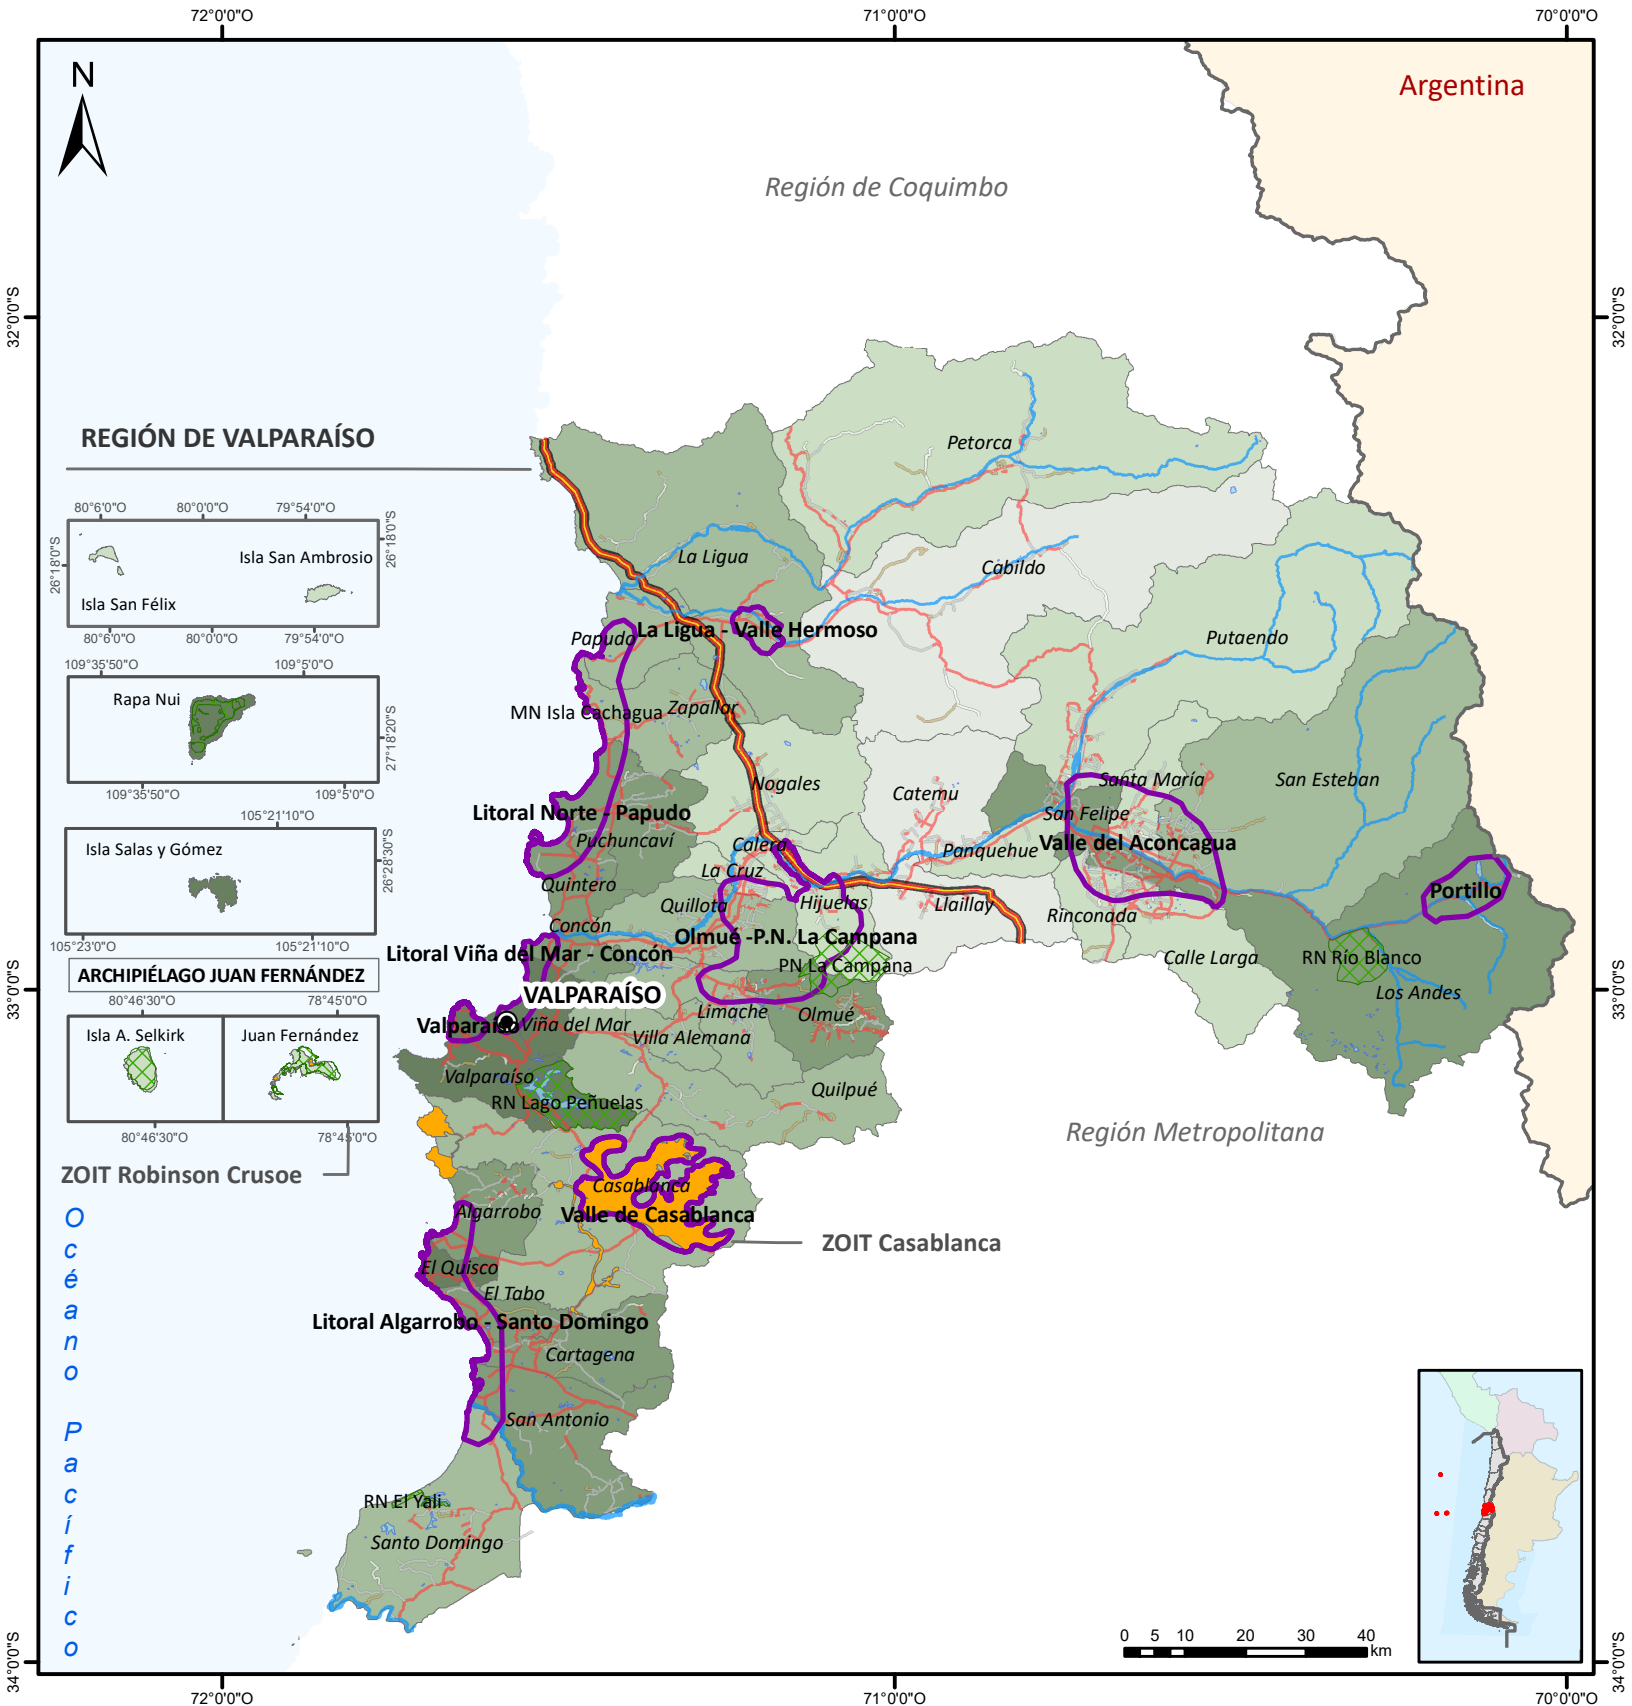 72°0'0"O
71°0'0"O
70°0'0"O
N
Argentina
Región de Coquimbo
32°0'0"S
32°0'0"S
REGIÓN DE VALPARAÍSO
Petorca
80°6'0"O
80°0'0"O
79°54'0"O
26°18'0"S
26°18'0"S
Isla San Ambrosio
Isla San Félix
80°6'0"O
80°0'0"O
79°54'0"O
La Ligua
Cabildo
Papudo
La Ligua - Valle Hermoso
Putaendo
109°35'50"O
109°5'0"O
Rapa Nui
27°18'20"S
109°35'50"O
109°5'0"O
MN Isla Cachagua
Zapallar
Nogales
Catemu
Santa María
San Esteban
San Felipe
Litoral Norte - Papudo
Puchuncaví
Calera
Panquehue
Valle del Aconcagua
105°21'10"O
Isla Salas y Gómez
26°28'30"S
105°23'0"O
105°21'10"O
La Cruz
Quintero
Quillota
Hijuelas
Llaillay
Rinconada
Portillo
Concón
Olmué -P.N. La Campana
Litoral Viña del Mar - Concón
PN La Campana
Calle Larga
RN Río Blanco
Los Andes
ARCHIPIÉLAGO JUAN FERNÁNDEZ
80°46'30"O
78°45'0"O
Isla A. Selkirk
Juan Fernández
80°46'30"O
78°45'0"O
ZOIT Robinson Crusoe
33°0'0"S
33°0'0"S
VALPARAÍSO
Valparaíso
Viña del Mar
Limache
Olmué
Villa Alemana
Valparaíso
RN Lago Peñuelas
Quilpué
Región Metropolitana
Casablanca
Algarrobo
Valle de Casablanca
ZOIT Casablanca
El Quisco
El Tabo
Litoral Algarrobo - Santo Domingo
Cartagena
San Antonio
RN El Yali
Santo Domingo
Océano Pacífico
0 5 10 20 30 40
km
34°0'0"S
34°0'0"S
72°0'0"O
71°0'0"O
70°0'0"O